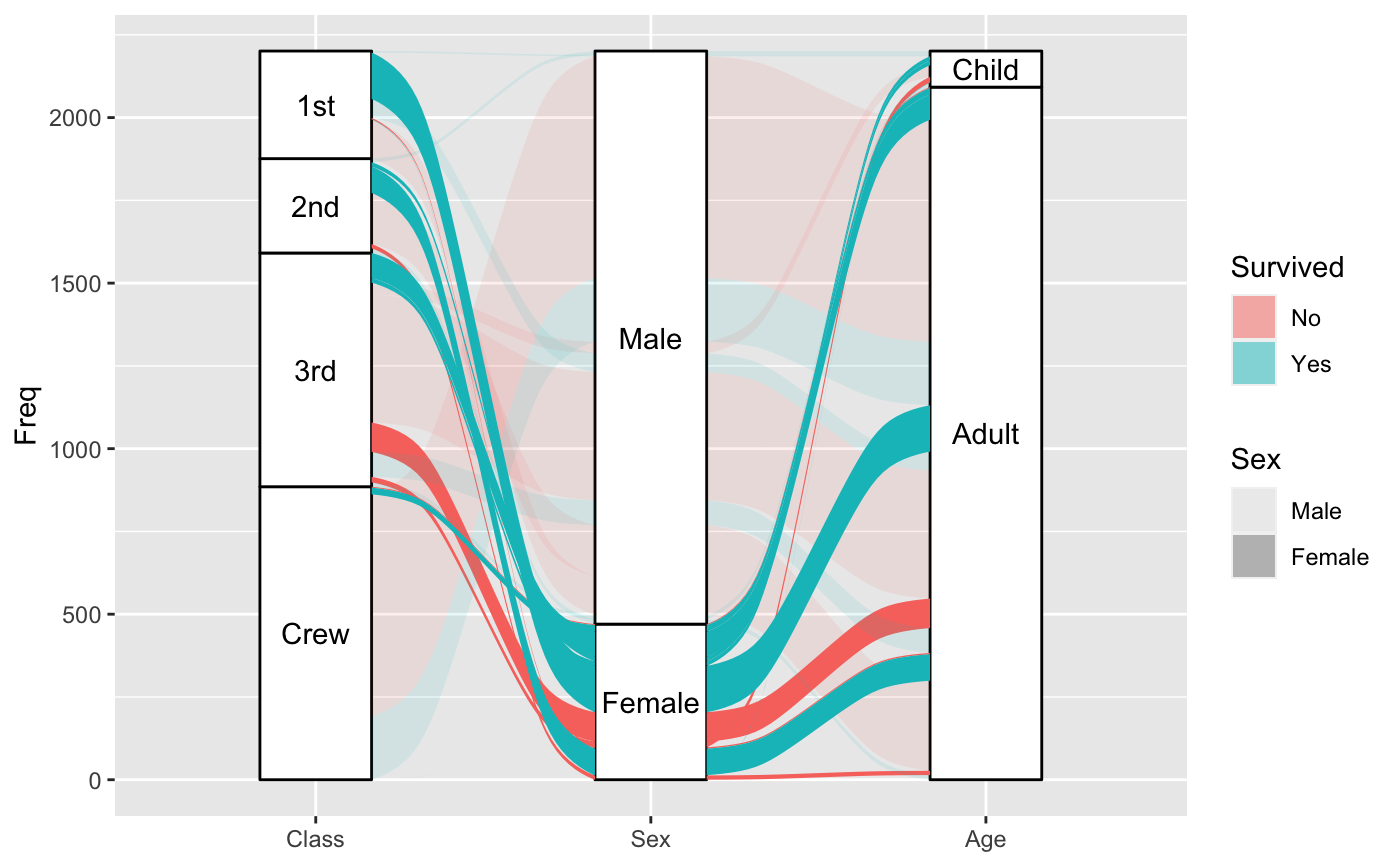 Freq
2000
1500
1000
500
0
1st
2nd
3rd
Crew
Male
Female
Child
Adult
Class
Sex
Age
Survived
No
Yes
Sex
Male
Female